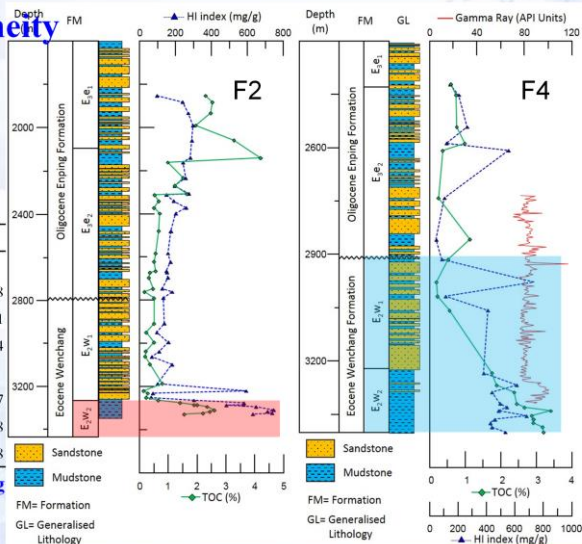 neity
Depth
(m)
FM
HI index (mg/g)
0 200 400 600 800
F2
2000
2400
2800
3200
Oligocene Enping Formation
Eocene Wenchang Formation
E₃e₁
E₃e₂
E₂w₁
E₂w₂
0 1 2 3 4 5
TOC (%)
Sandstone
Mudstone
FM= Formation
GL= Generalised
Lithology
Depth
(m)
FM
GL
Gamma Ray (API Units)
0 40 80 120
F4
2600
2900
3200
Oligocene Enping Formation
Eocene Wenchang Formation
E₃e₁
E₃e₂
E₂w₁
E₂w₂
0 1 2 3 4
TOC (%)
0 200 400 600 800 1000
HI index (mg/g)
Sandstone
Mudstone
FM= Formation
GL= Generalised
Lithology